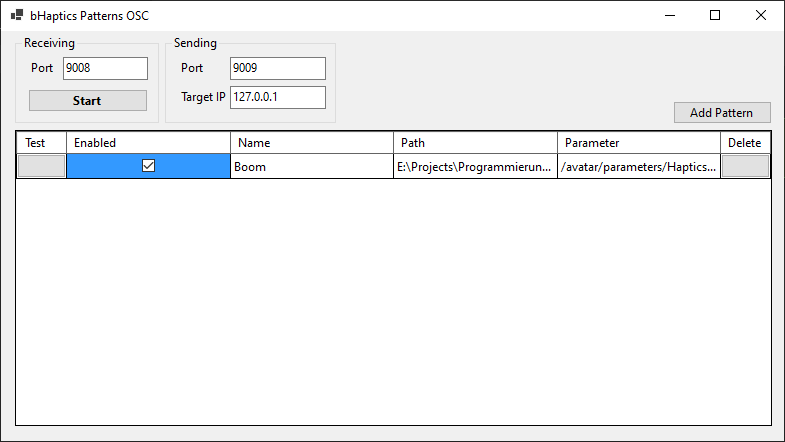 bHaptics Patterns OSC
Receiving
Port 9008
Start
Sending
Port 9009
Target IP 127.0.0.1
Add Pattern
Test Enabled Name Path Parameter Delete
Boom E:\Projects\Programmierun... /avatar/parameters/Haptics...